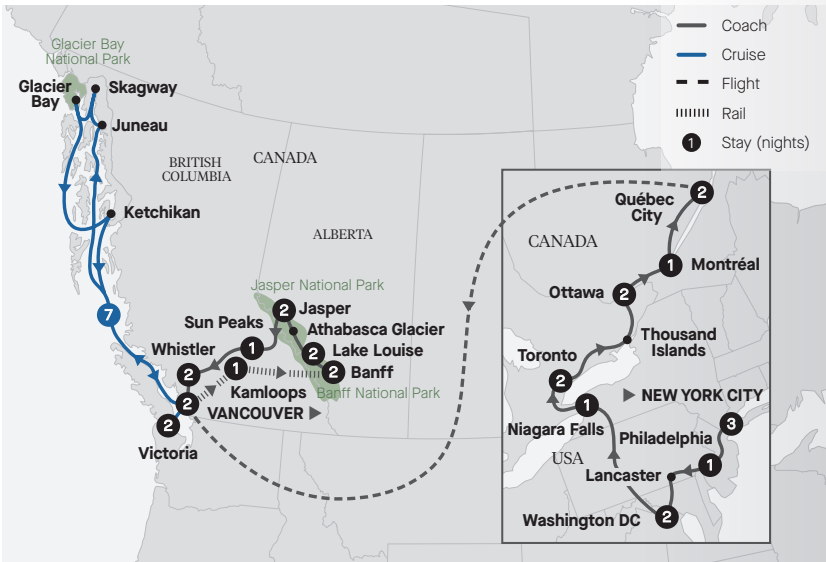 Coach
Cruise
Flight
Rail
1 Stay (nights)
Glacier Bay
National Park
Glacier
Bay
Skagway
Juneau
BRITISH
COLUMBIA
CANADA
Ketchikan
ALBERTA
7
Jasper National Park
2 Jasper
Sun Peaks
1
Athabasca Glacier
Whistler
2
2 Lake Louise
1
2 Banff
Kamloops
Banff National Park
2
VANCOUVER
2
Victoria
Québec
City
2
CANADA
1 Montréal
Ottawa 2
Thousand
Islands
Toronto
2
NEW YORK CITY
1
Niagara Falls
3
Philadelphia
USA
1
Lancaster
Washington DC 2